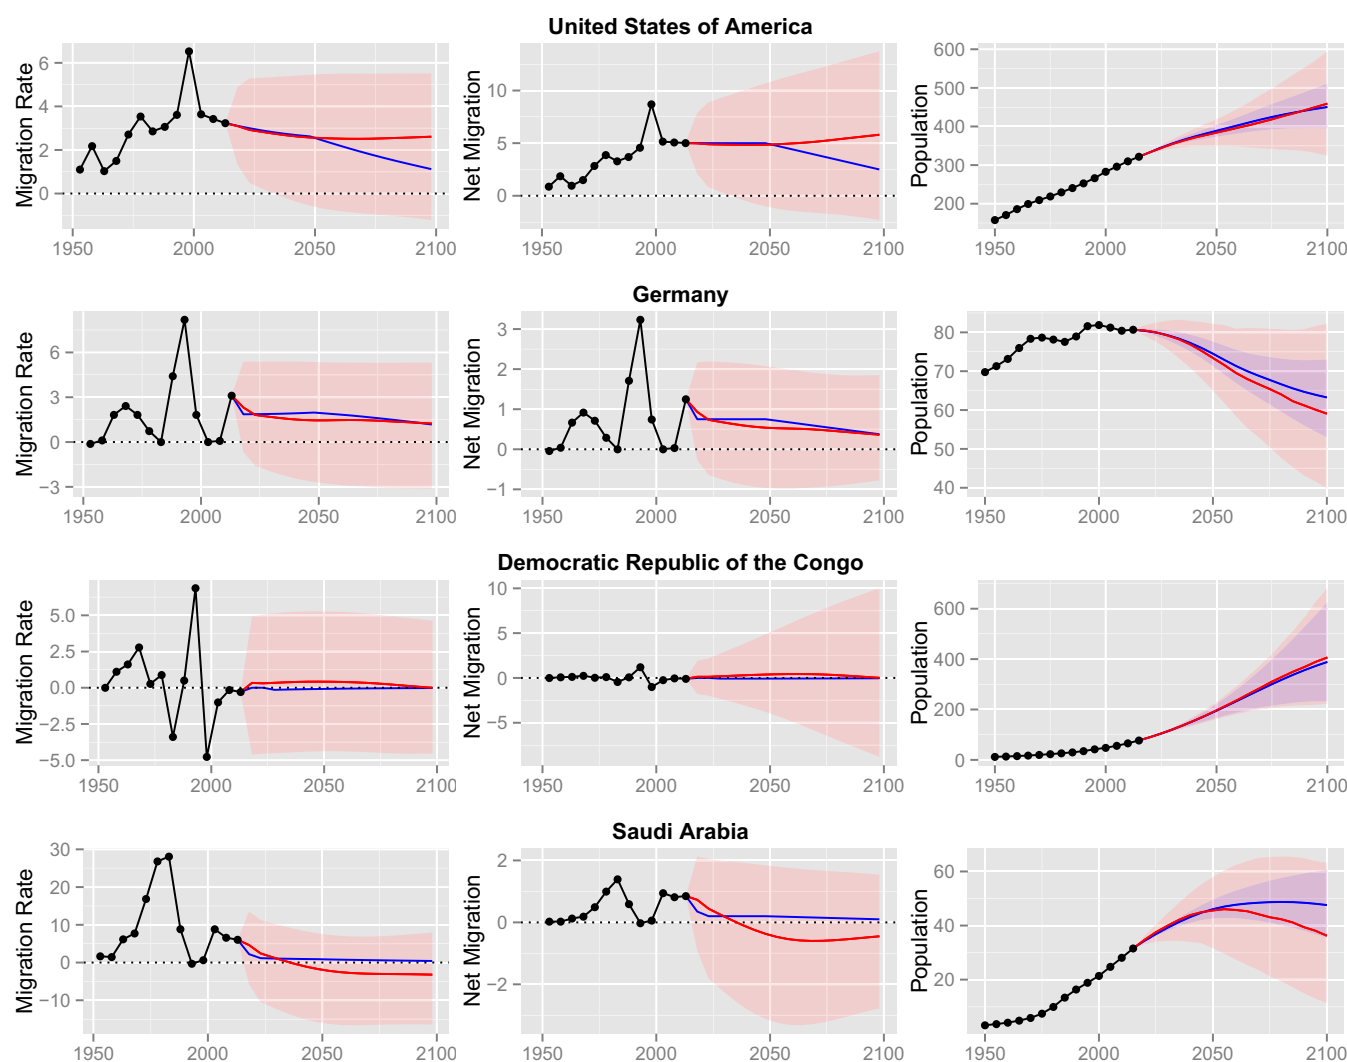 United States of America
Migration Rate
6
4
2
0
1950 2000 2050 2100
Net Migration
10
5
0
1950 2000 2050 2100
Population
600
500
400
300
200
1950 2000 2050 2100
Germany
Migration Rate
6
3
0
−3
1950 2000 2050 2100
Net Migration
3
2
1
0
−1
1950 2000 2050 2100
Population
80
70
60
50
40
1950 2000 2050 2100
Democratic Republic of the Congo
Migration Rate
5.0
2.5
0.0
−2.5
−5.0
1950 2000 2050 2100
Net Migration
10
5
0
−5
1950 2000 2050 2100
Population
600
400
200
0
1950 2000 2050 2100
Saudi Arabia
Migration Rate
30
20
10
0
−10
1950 2000 2050 2100
Net Migration
2
0
−2
1950 2000 2050 2100
Population
60
40
20
1950 2000 2050 2100